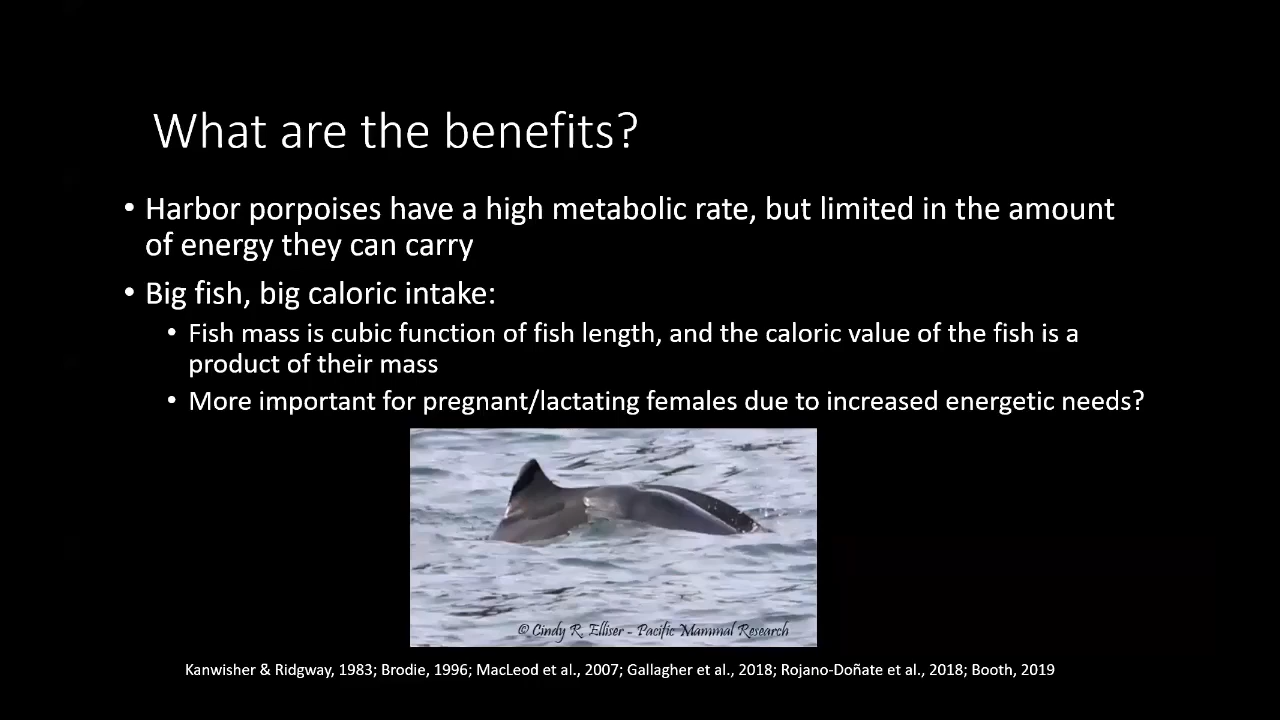 What are the benefits?
• Harbor porpoises have a high metabolic rate, but limited in the amount
of energy they can carry
• Big fish, big caloric intake:
• Fish mass is cubic function of fish length, and the caloric value of the fish is a
product of their mass
• More important for pregnant/lactating females due to increased energetic needs?
© Cindy R. Elliser - Pacific Mammal Research
Kanwisher & Ridgway, 1983; Brodie, 1996; MacLeod et al., 2007; Gallagher et al., 2018; Rojano-Doñate et al., 2018; Booth, 2019